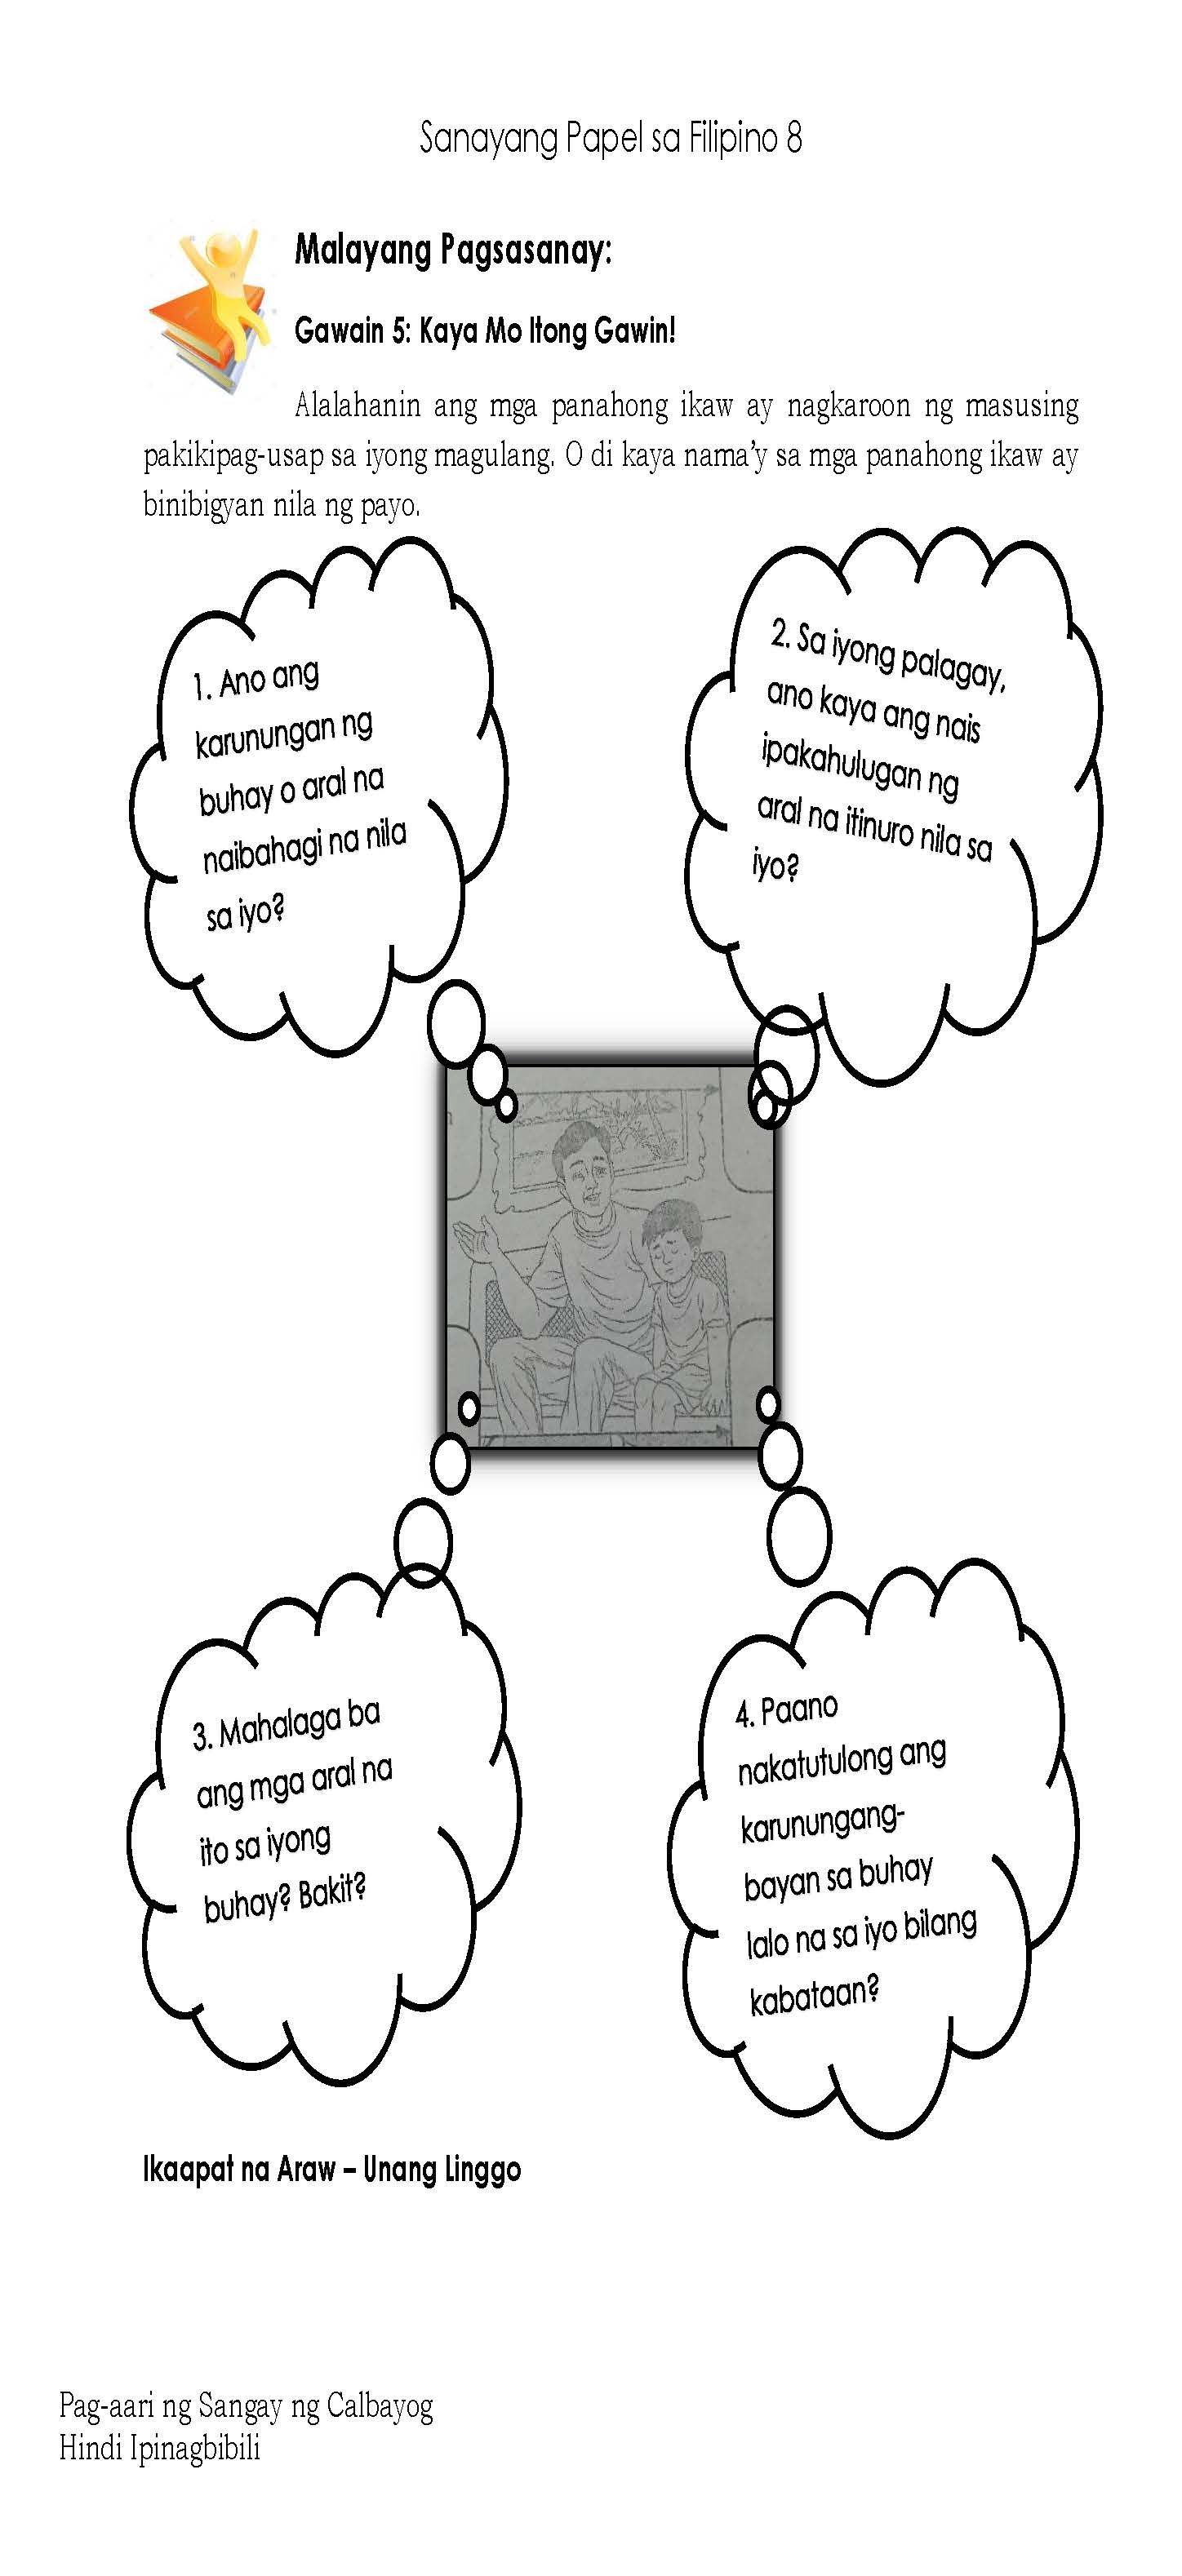 Sanayang Papel sa Filipino 8
Malayang Pagsasanay:
Gawain 5: Kaya Mo Itong Gawin!
Alalahanin ang mga panahong ikaw ay nagkaroon ng masusing
pakikipag-usap sa iyong magulang. O di kaya nama’y sa mga panahong ikaw ay
binibigyan nila ng payo.
1. Ano ang
karunungan ng
buhay o aral na
naibahagi na nila
sa iyo?
2. Sa iyong palagay,
ano kaya ang nais
ipakahulugan ng
aral na itinuro nila sa
iyo?
3. Mahalaga ba
ang mga aral na
ito sa iyong
buhay? Bakit?
4. Paano
nakatutulong ang
karunungang-
bayan sa buhay
lalo na sa iyo bilang
kabataan?
Ikaapat na Araw – Unang Linggo
Pag-aari ng Sangay ng Calbayog
Hindi Ipinagbibili